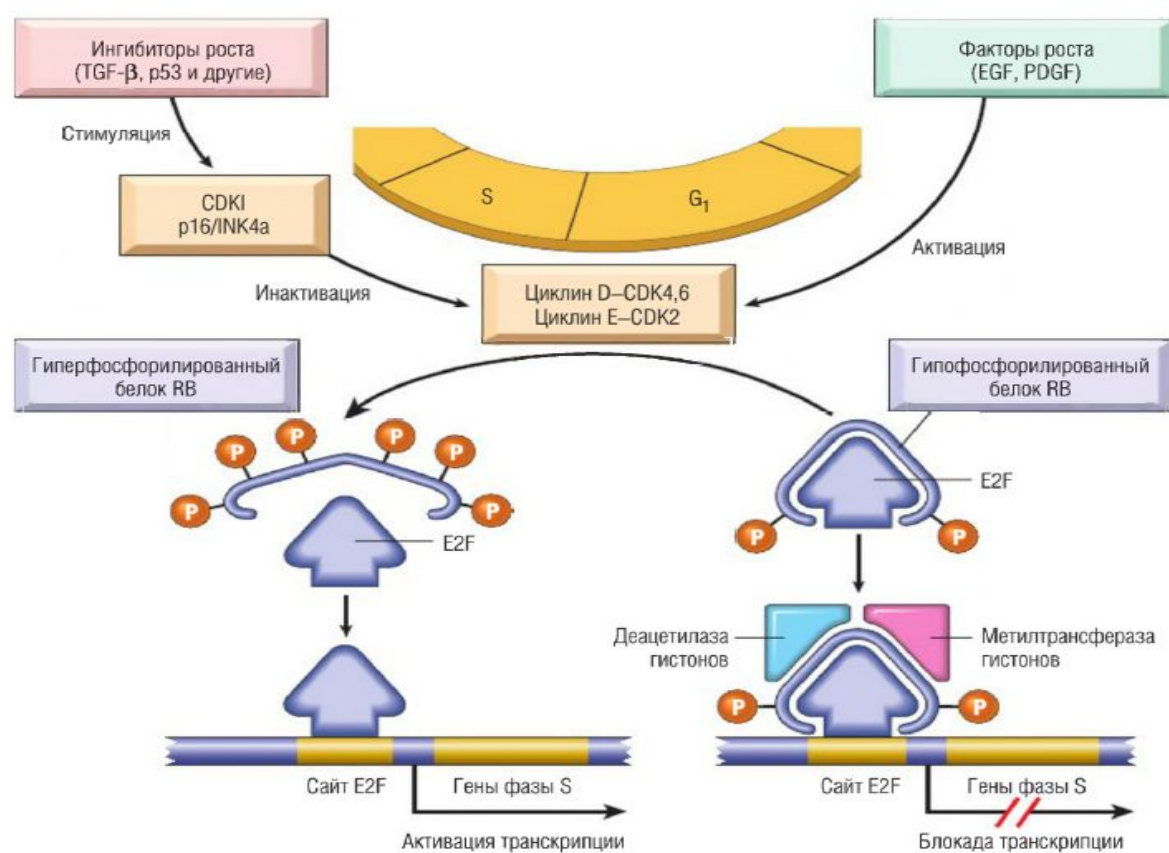 Ингибиторы роста
(TGF-β, p53 и другие)
Факторы роста
(EGF, PDGF)
Стимуляция
CDKI
p16/INK4a
S
G1
Активация
Инактивация
Циклин D–CDK4,6
Циклин E–CDK2
Гиперфосфорилированный
белок RB
Гипофосфорилированный
белок RB
P
P
P
P
P
P
E2F
E2F
P
P
Деацетилаза
гистонов
Метилтрансфераза
гистонов
P
P
Сайт E2F
Гены фазы S
Сайт E2F
Гены фазы S
Активация транскрипции
Блокада транскрипции